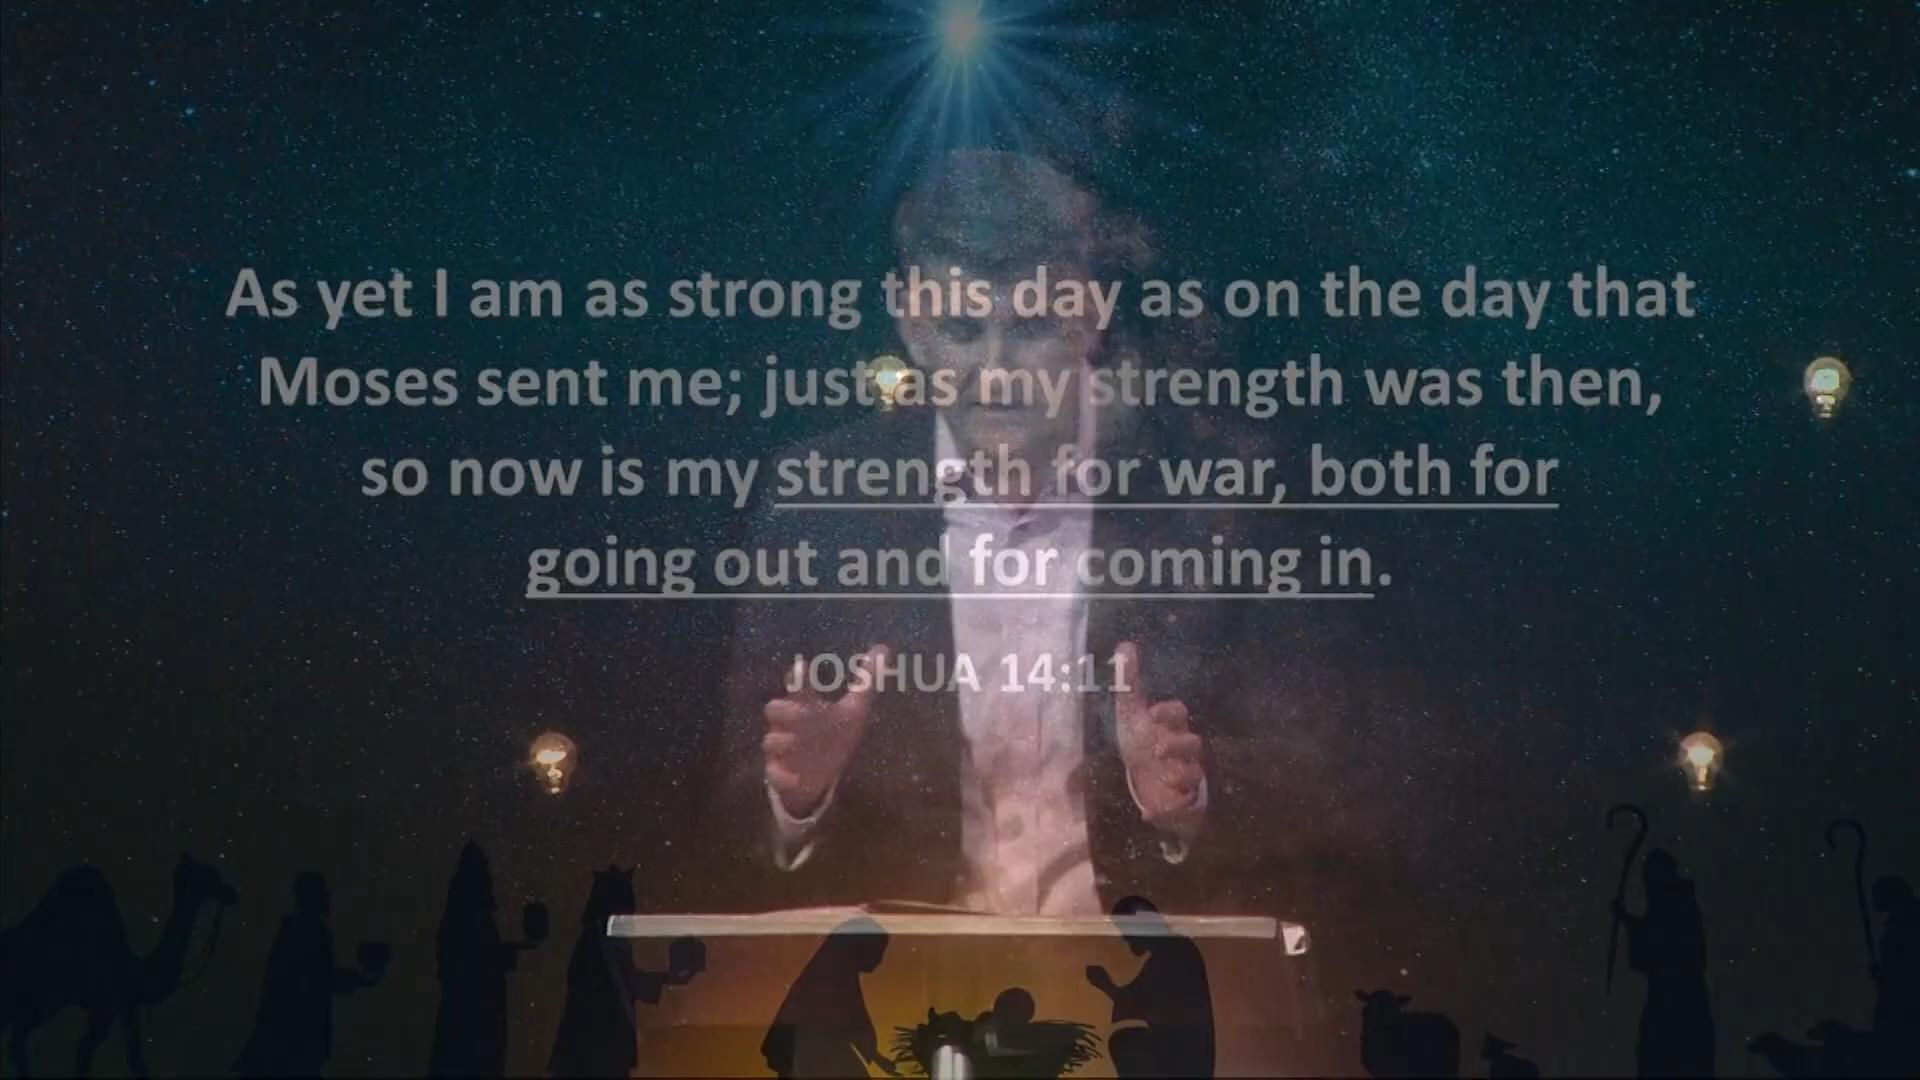 As yet I am as strong this day as on the day that
Moses sent me; just as my strength was then,
so now is my strength for war, both for
going out and for coming in.
JOSHUA 14:11